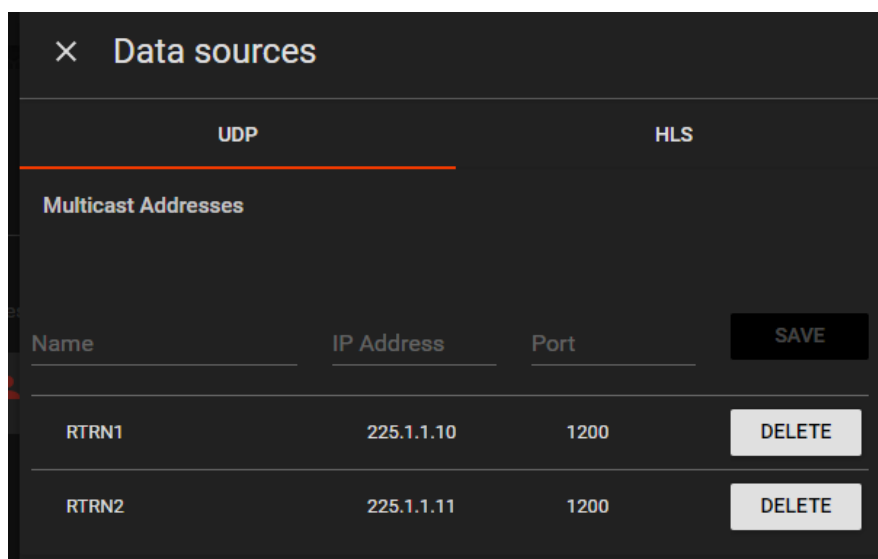 Data sources
UDP HLS
Multicast Addresses
Name IP Address Port SAVE
RTRN1 225.1.1.10 1200 DELETE
RTRN2 225.1.1.11 1200 DELETE